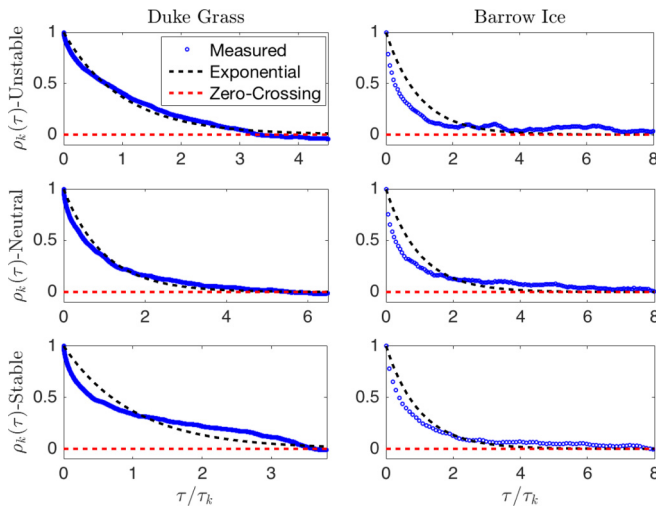 Duke Grass
Barrow Ice
ρₖ(τ)-Unstable
1
0.5
0
0 1 2 3 4
Measured
Exponential
Zero-Crossing
1
0.5
0
0 2 4 6 8
ρₖ(τ)-Neutral
1
0.5
0
0 2 4 6
1
0.5
0
0 2 4 6 8
ρₖ(τ)-Stable
1
0.5
0
0 1 2 3
τ/τₖ
1
0.5
0
0 2 4 6 8
τ/τₖ